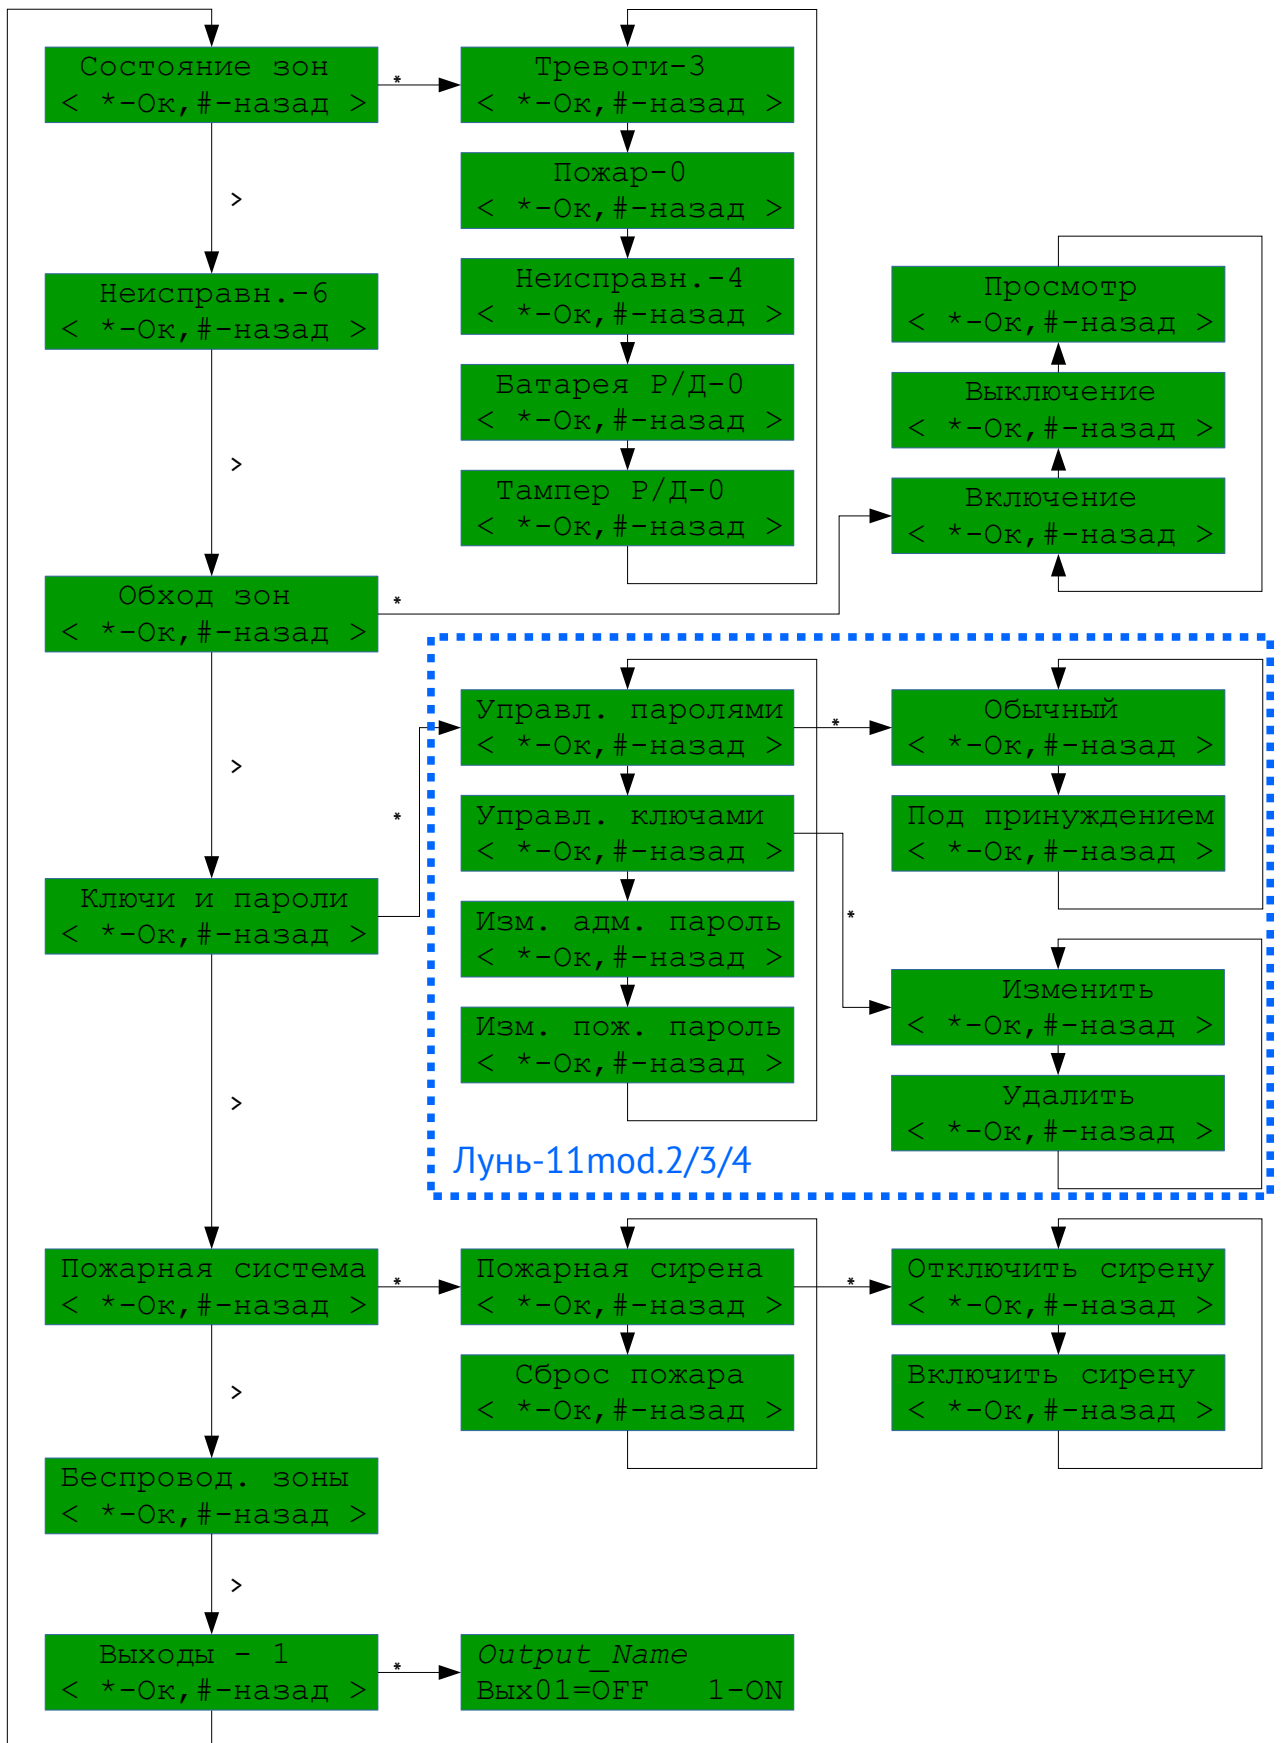 Состояние зон
< *-Ок,#-назад >
*
Тревоги-3
< *-Ок,#-назад >
Пожар-0
< *-Ок,#-назад >
>
Неисправн.-6
< *-Ок,#-назад >
Неисправн.-4
< *-Ок,#-назад >
Просмотр
< *-Ок,#-назад >
Батарея Р/Д-0
< *-Ок,#-назад >
Выключение
< *-Ок,#-назад >
>
Тампер Р/Д-0
< *-Ок,#-назад >
Включение
< *-Ок,#-назад >
Обход зон
< *-Ок,#-назад >
*
Управл. паролями
< *-Ок,#-назад >
*
Обычный
< *-Ок,#-назад >
>
*
Управл. ключами
< *-Ок,#-назад >
Под принуждением
< *-Ок,#-назад >
Ключи и пароли
< *-Ок,#-назад >
Изм. адм. пароль
< *-Ок,#-назад >
*
Изменить
< *-Ок,#-назад >
Изм. пож. пароль
< *-Ок,#-назад >
Удалить
< *-Ок,#-назад >
>
Лунь-11mod.2/3/4
Пожарная система
< *-Ок,#-назад >
*
Пожарная сирена
< *-Ок,#-назад >
*
Отключить сирену
< *-Ок,#-назад >
>
Сброс пожара
< *-Ок,#-назад >
Включить сирену
< *-Ок,#-назад >
Беспровод. зоны
< *-Ок,#-назад >
>
Выходы - 1
< *-Ок,#-назад >
*
Output_Name
Вых01=OFF 1-ON